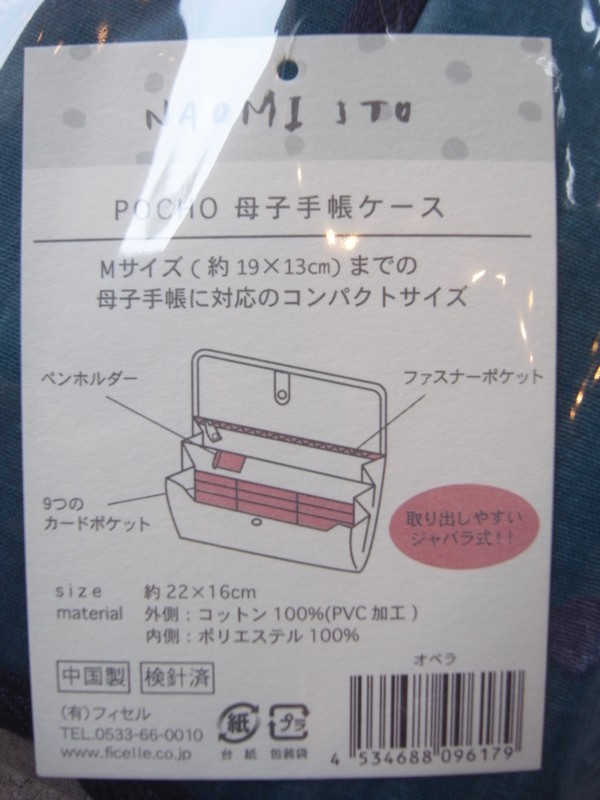 NAOMI ITO
POCHO 母子手帳ケース
Mサイズ(約19×13cm)までの
母子手帳に対応のコンパクトサイズ
ペンホルダー
ファスナーポケット
9つの
カードポケット
取り出しやすい
ジャバラ式!!
size 約22×16cm
material 外側:コットン100%(PVC加工)
内側:ポリエステル100%
オペラ
中国製 検針済
(有)フィセル
TEL.0533-66-0010
www.ficelle.co.jp
紙 プラ
台紙 包装袋
4 534688 096179